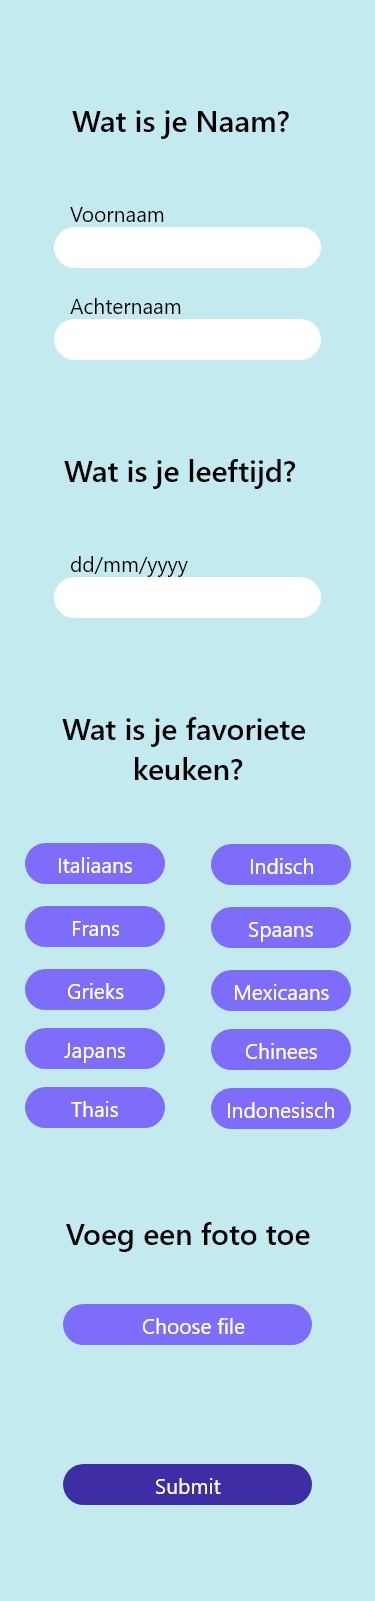 Wat is je Naam?
Voornaam
Achternaam
Wat is je leeftijd?
dd/mm/yyyy
Wat is je favoriete
keuken?
Italiaans
Indisch
Frans
Spaans
Grieks
Mexicaans
Japans
Chinees
Thais
Indonesisch
Voeg een foto toe
Choose file
Submit